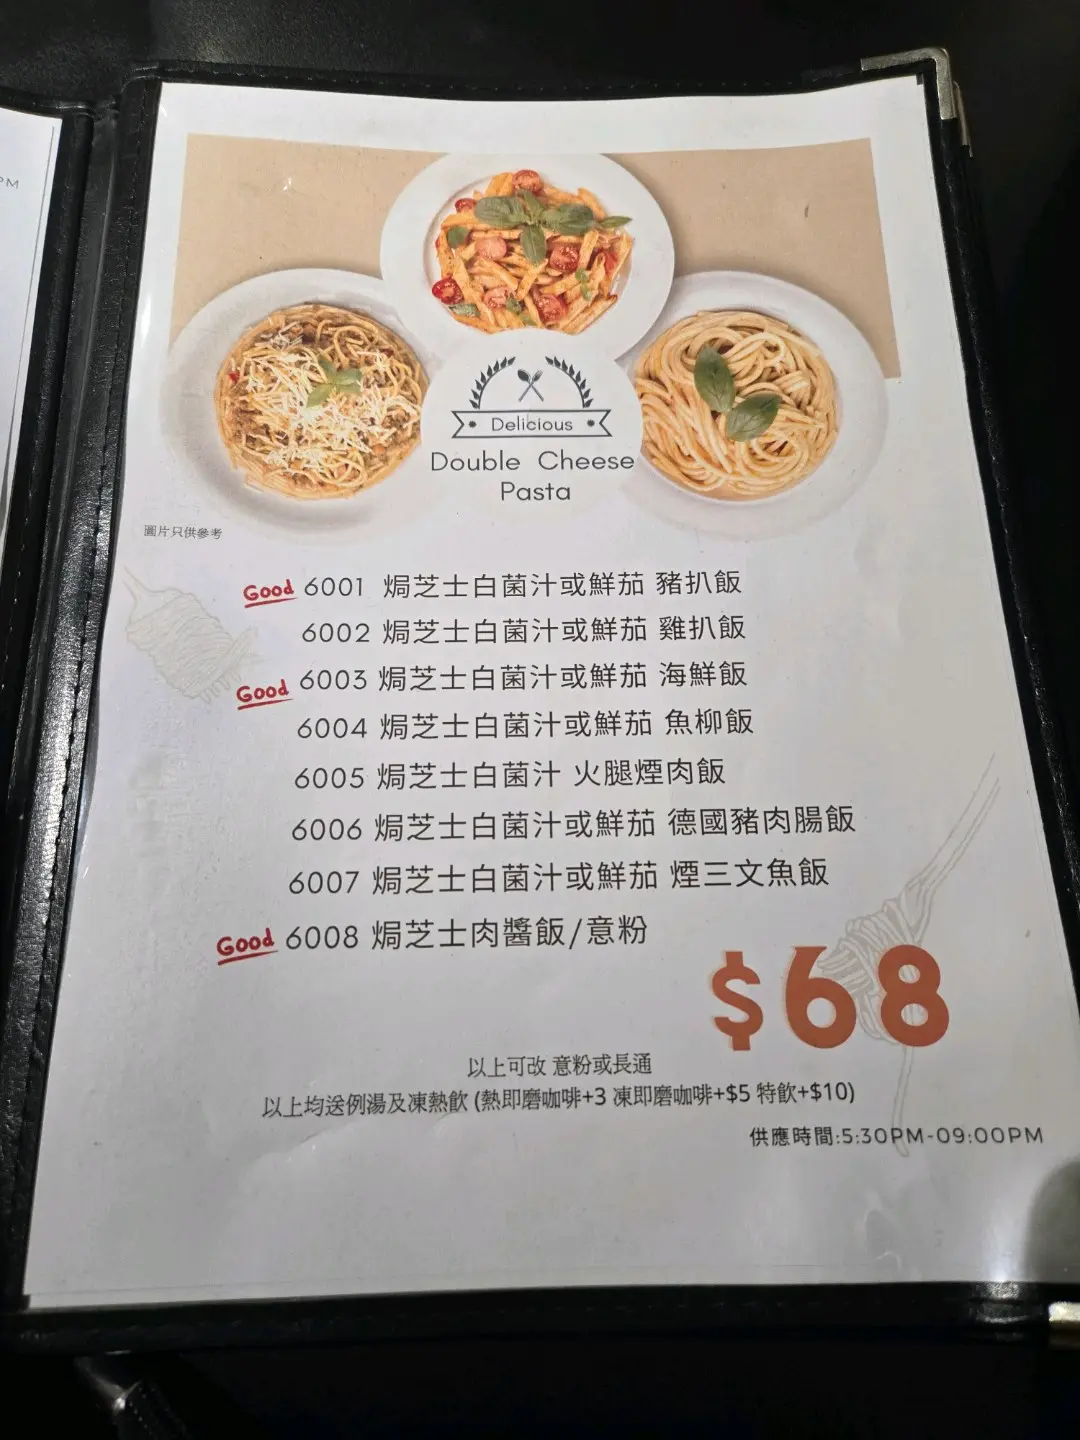 PM
Delicious
Double Cheese
Pasta
圖片只供參考
Good 6001 焗芝士白菌汁或鮮茄 豬扒飯
6002 焗芝士白菌汁或鮮茄 雞扒飯
Good 6003 焗芝士白菌汁或鮮茄 海鮮飯
6004 焗芝士白菌汁或鮮茄 魚柳飯
6005 焗芝士白菌汁 火腿煙肉飯
6006 焗芝士白菌汁或鮮茄 德國豬肉腸飯
6007 焗芝士白菌汁或鮮茄 煙三文魚飯
Good 6008 焗芝士肉醬飯/意粉
$68
以上可改 意粉或長通
以上均送例湯及凍熱飲 (熱即磨咖啡+3 凍即磨咖啡+$5 特飲+$10)
供應時間:5:30PM-09:00PM